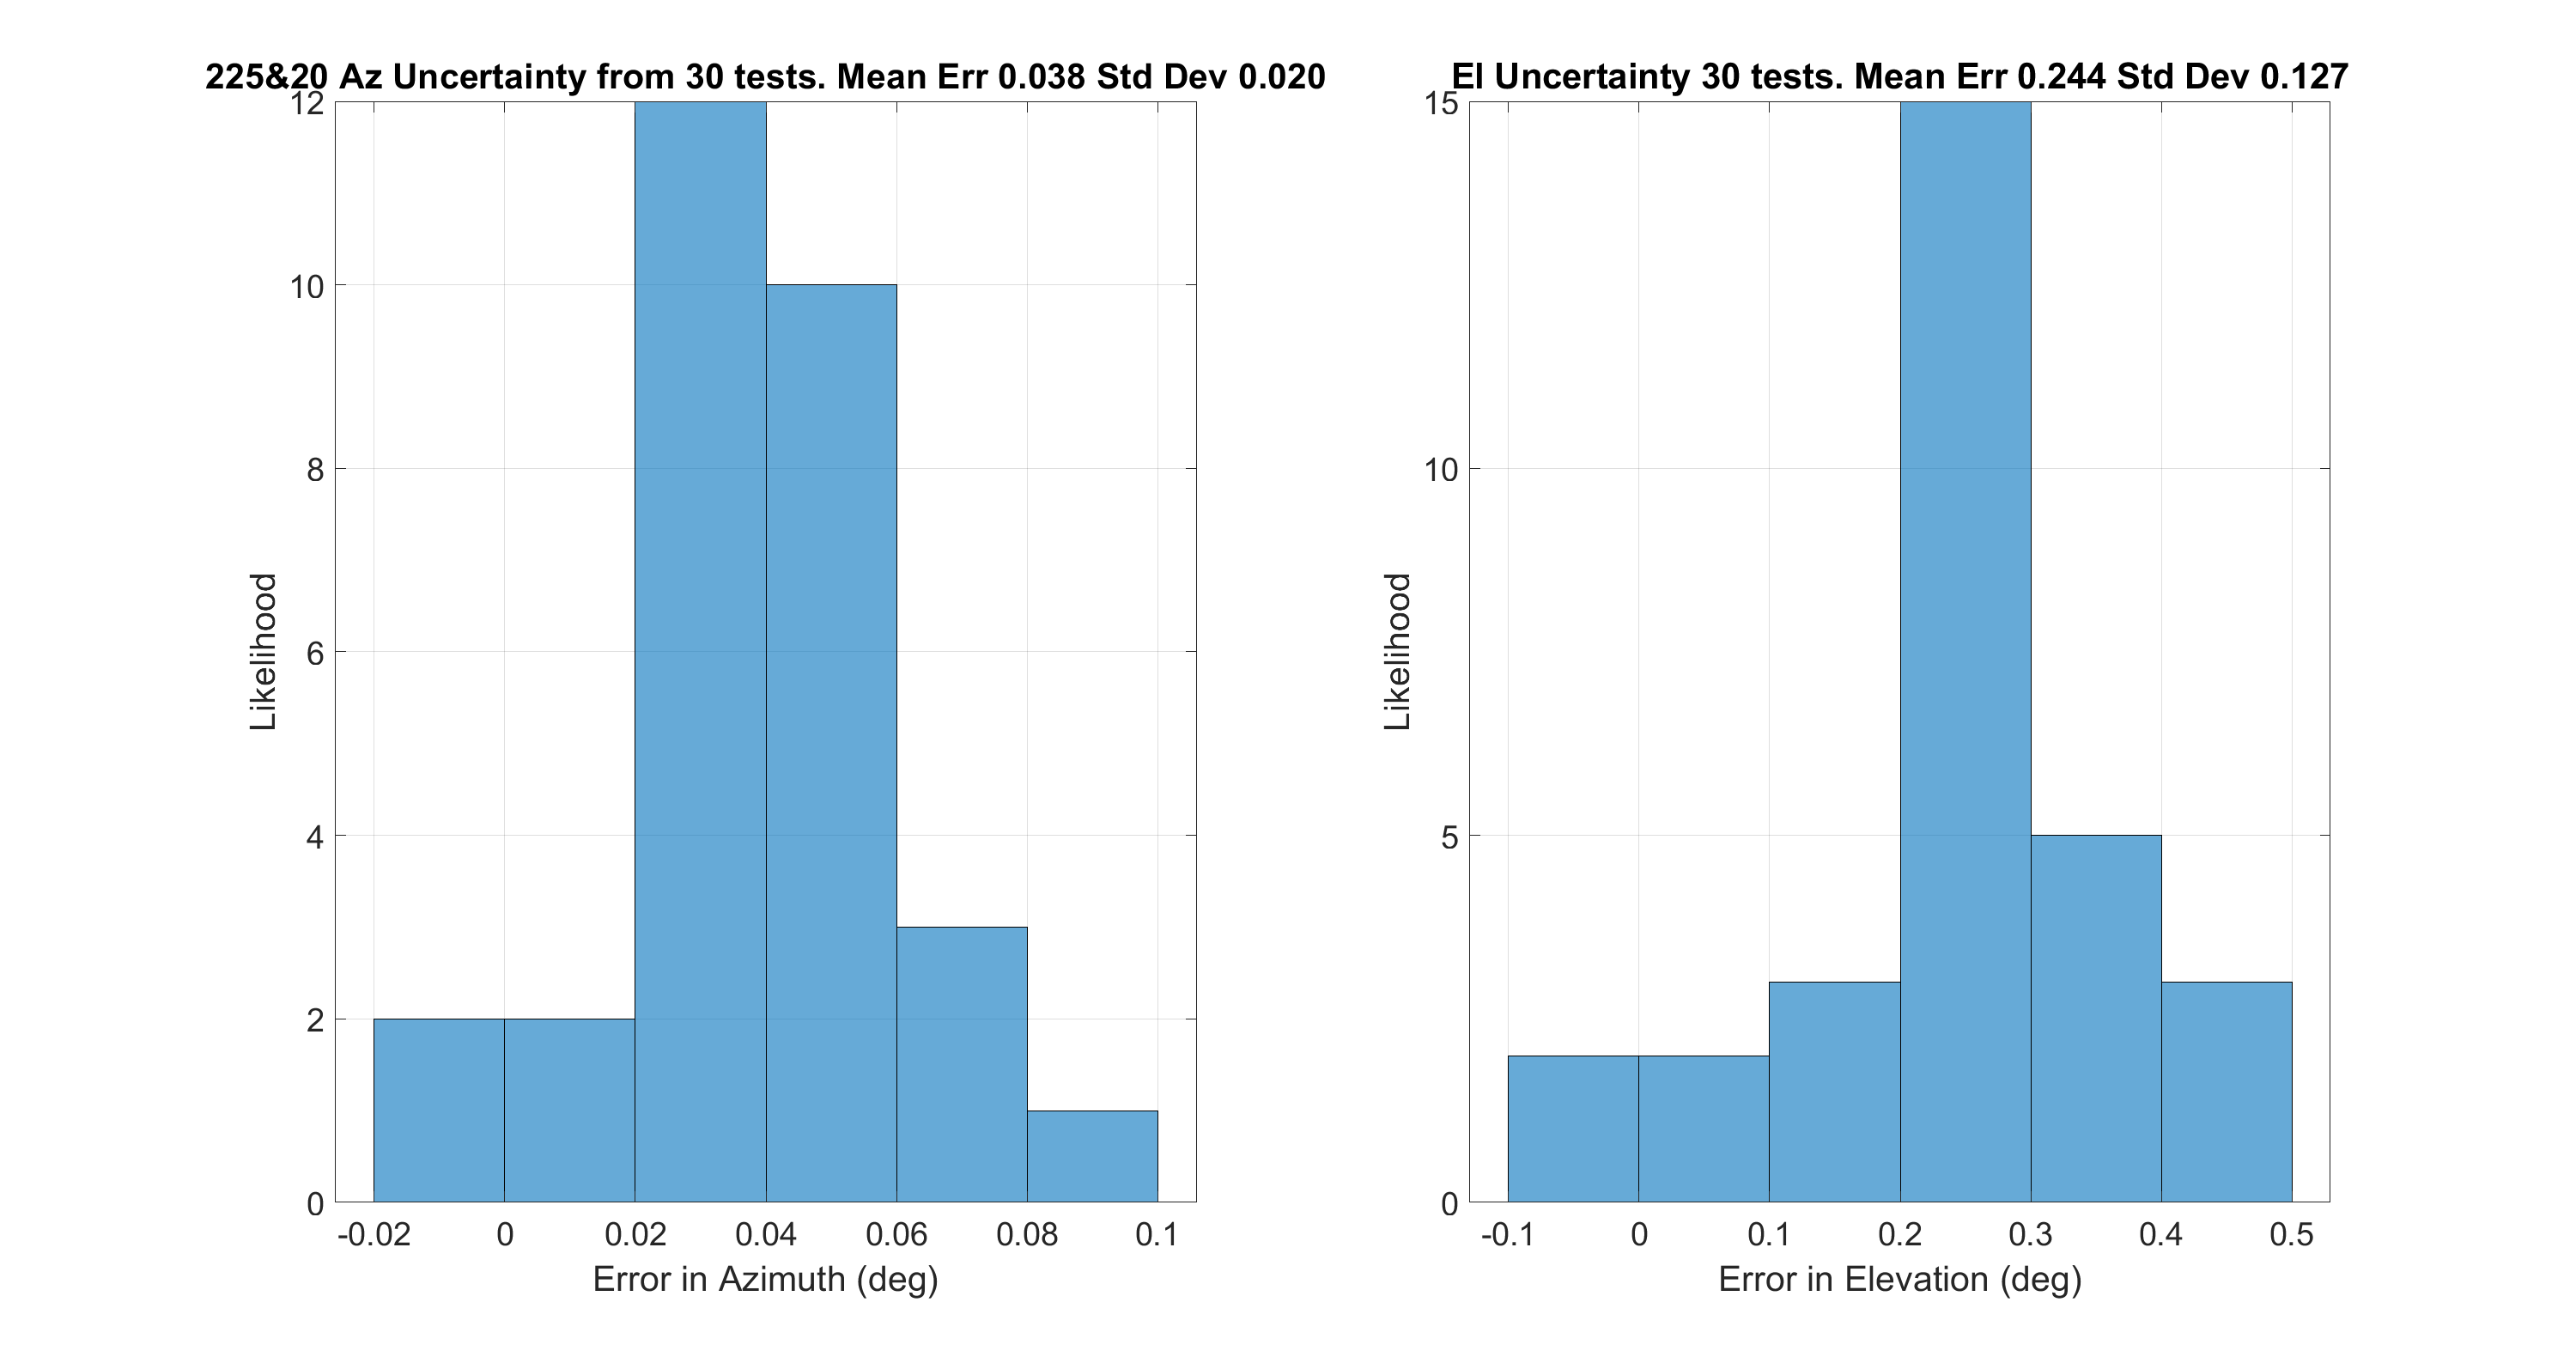 225&20 Az Uncertainty from 30 tests. Mean Err 0.038 Std Dev 0.020
12
10
8
6
4
2
0
Likelihood
-0.02 0 0.02 0.04 0.06 0.08 0.1
Error in Azimuth (deg)
El Uncertainty 30 tests. Mean Err 0.244 Std Dev 0.127
15
10
5
0
Likelihood
-0.1 0 0.1 0.2 0.3 0.4 0.5
Error in Elevation (deg)